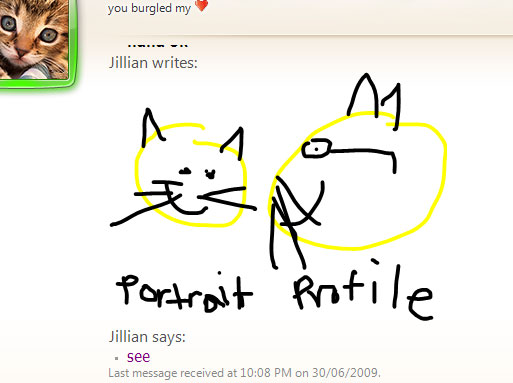 you burgled my
Jillian writes:
Portrait Profile
Jillian says:
see
Last message received at 10:08 PM on 30/06/2009.